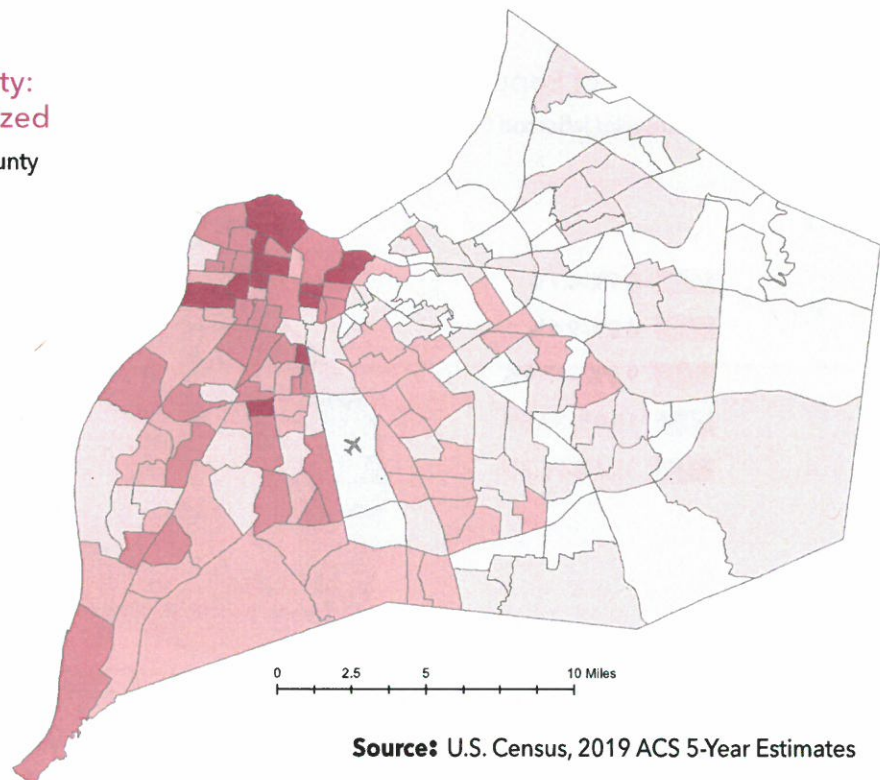 ty:
zed
unty
0 2.5 5 10 Miles
Source: U.S. Census, 2019 ACS 5-Year Estimates